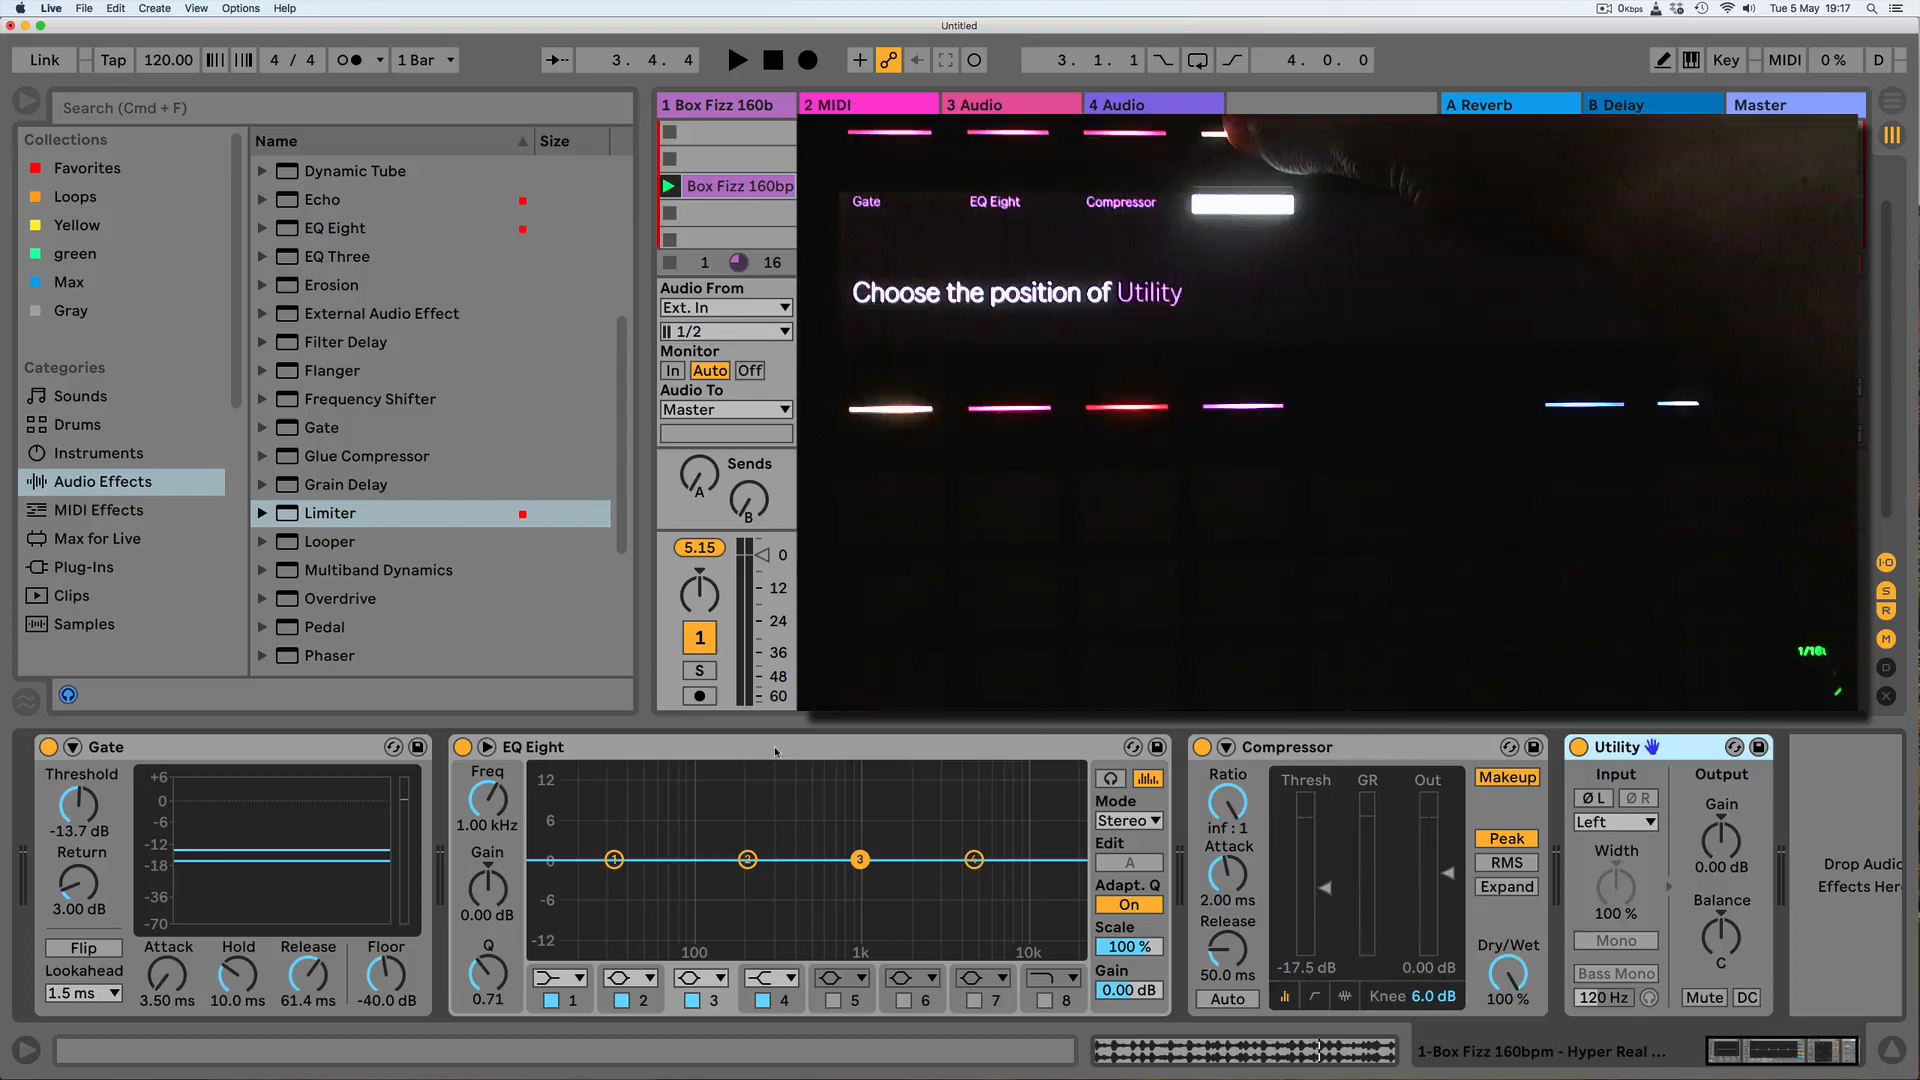 Live File Edit Create View Options Help
0Kbps Tue 5 May 19:17
Untitled
Link Tap 120.00 4 / 4 1 Bar 3. 4. 4 3. 1. 1 4. 0. 0 Key MIDI 0 % D
Search (Cmd + F)
Collections
Favorites
Loops
Yellow
green
Max
Gray
Categories
Sounds
Drums
Instruments
Audio Effects
MIDI Effects
Max for Live
Plug-Ins
Clips
Samples
Name Size
Dynamic Tube
Echo
EQ Eight
EQ Three
Erosion
External Audio Effect
Filter Delay
Flanger
Frequency Shifter
Gate
Glue Compressor
Grain Delay
Limiter
Looper
Multiband Dynamics
Overdrive
Pedal
Phaser
1 Box Fizz 160b 2 MIDI 3 Audio 4 Audio A Reverb B Delay Master
Box Fizz 160bp
1 16
Audio From
Ext. In
1/2
Monitor
In Auto Off
Audio To
Master
Sends
A
B
5.15
0
12
24
36
48
60
1
S
Gate EQ Eight Compressor
Choose the position of Utility
1/16t
I·O
S
R
M
D
X
Gate
Threshold
-13.7 dB
Return
3.00 dB
Flip
Lookahead
1.5 ms
+6
0
-6
-12
-18
-36
-70
Attack Hold Release Floor
3.50 ms 10.0 ms 61.4 ms -40.0 dB
EQ Eight
Freq
1.00 kHz
Gain
0.00 dB
Q
0.71
12
6
0
-6
-12
1 2 3 4
100 1k 10k
1 2 3 4 5 6 7 8
Mode
Stereo
Edit
A
Adapt. Q
On
Scale
100 %
Gain
0.00 dB
Compressor
Ratio
inf : 1
Attack
2.00 ms
Release
50.0 ms
Auto
Thresh GR Out
-17.5 dB 0.00 dB
Knee 6.0 dB
Makeup
Peak
RMS
Expand
Dry/Wet
100 %
Utility
Input Output
Ø L Ø R
Left
Width
100 %
Mono
Bass Mono
120 Hz
Gain
0.00 dB
Balance
C
Mute DC
Drop Audio
Effects Here
1-Box Fizz 160bpm - Hyper Real ...